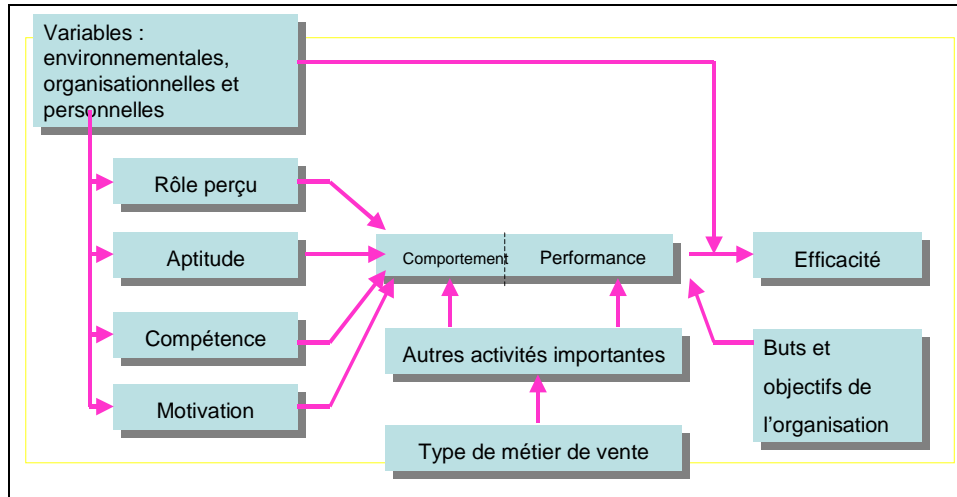 Variables :
environnementales,
organisationnelles et
personnelles
Rôle perçu
Aptitude
Comportement
Performance
Efficacité
Compétence
Autres activités importantes
Buts et
objectifs de
l’organisation
Motivation
Type de métier de vente